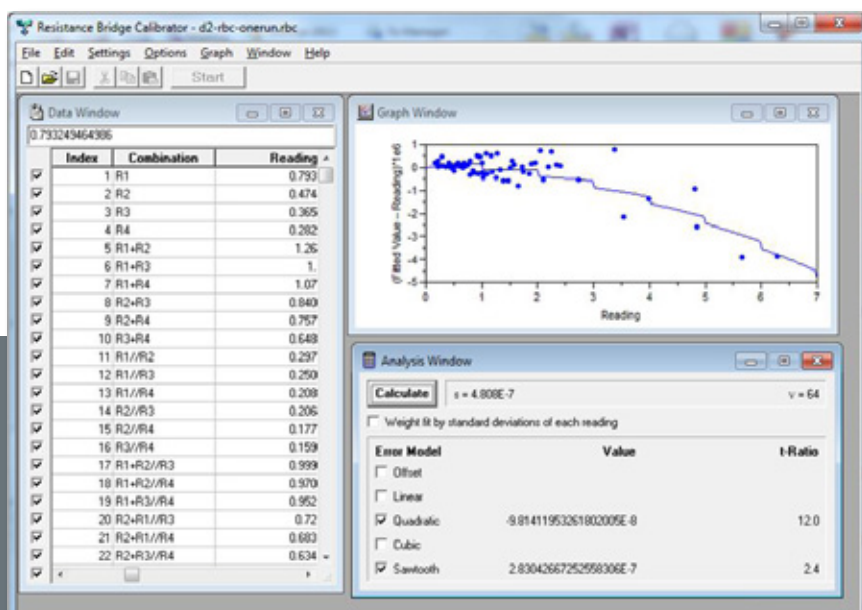 Resistance Bridge Calibrator - d2-rbc-onerun.rbc
File Edit Settings Options Graph Window Help
Start
Data Window
0.793249464986
Index Combination Reading
1 R1 0.793
2 R2 0.474
3 R3 0.365
4 R4 0.282
5 R1+R2 1.26
6 R1+R3 1.
7 R1+R4 1.07
8 R2+R3 0.840
9 R2+R4 0.757
10 R3+R4 0.648
11 R1//R2 0.297
12 R1//R3 0.250
13 R1//R4 0.208
14 R2//R3 0.206
15 R2//R4 0.177
16 R3//R4 0.159
17 R1+R2//R3 0.999
18 R1+R2//R4 0.970
19 R1+R3//R4 0.952
20 R2+R1//R3 0.72
21 R2+R1//R4 0.683
22 R2+R3//R4 0.634
Graph Window
(Fitted Value - Reading)*1e6
1
0
-1
-2
-3
-4
-5
0 1 2 3 4 5 6 7
Reading
Analysis Window
Calculate s = 4.808E-7 v = 64
Weight fit by standard deviations of each reading
Error Model Value t-Ratio
Offset
Linear
Quadratic -9.81411953261802005E-8 12.0
Cubic
Sawtooth 2.83042667252558306E-7 2.4